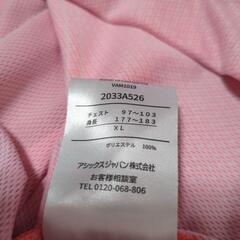 VAM1019
2033A526
チェスト 97～103
身長 177～183
XL
ポリエステル 100%
アシックスジャパン株式会社
お客様相談室
TEL 0120-068-806